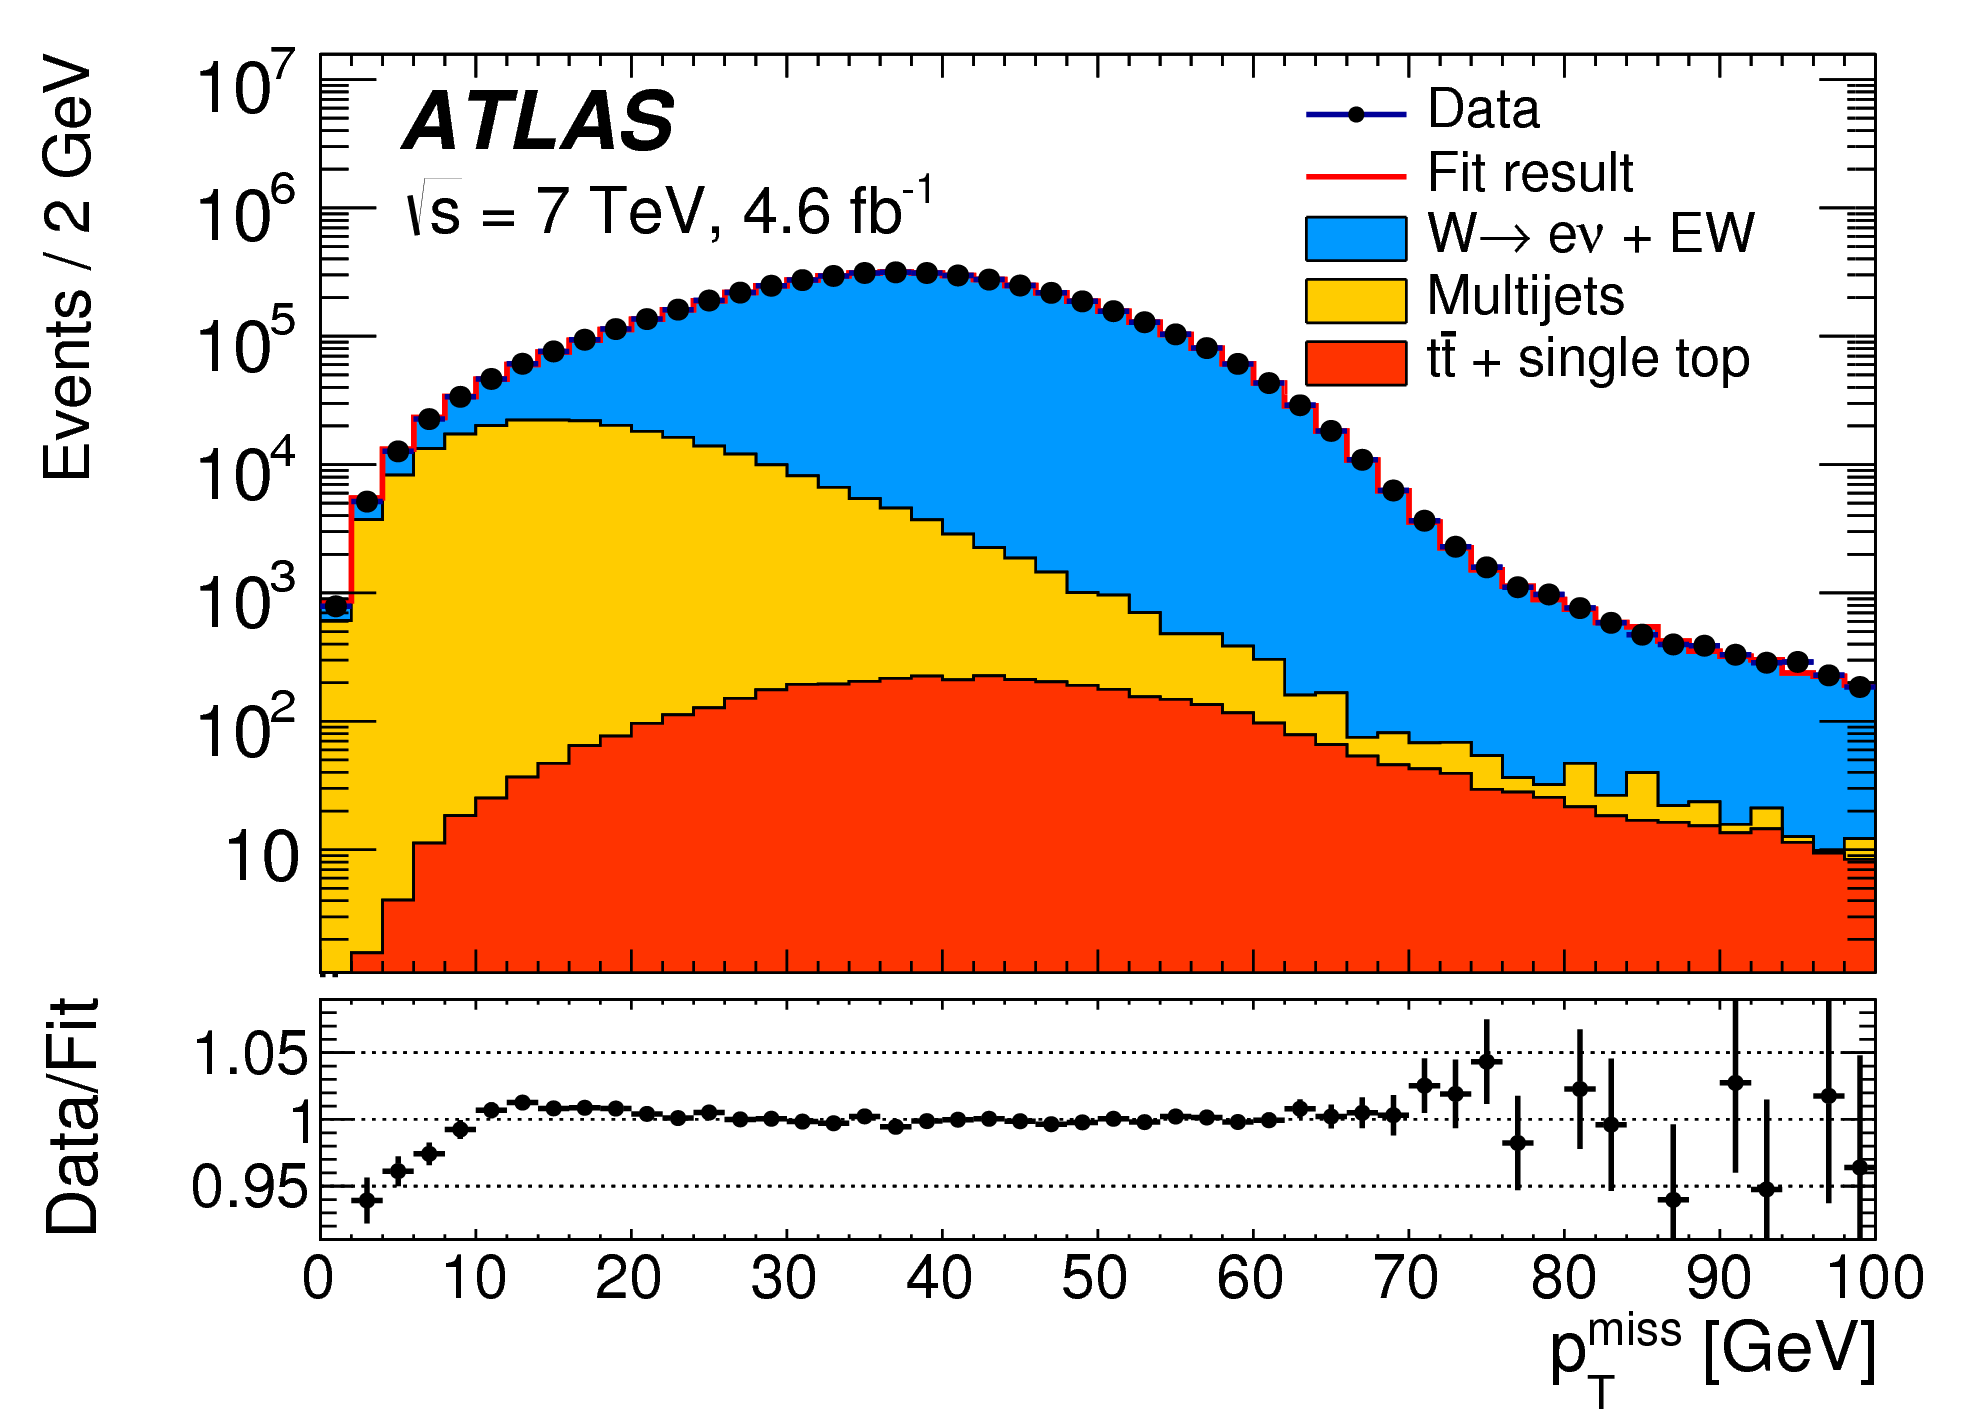 Events / 2 GeV
10⁷
10⁶
10⁵
10⁴
10³
10²
10
ATLAS
√s = 7 TeV, 4.6 fb⁻¹
Data
Fit result
W→ eν + EW
Multijets
tt̄ + single top
Data/Fit
1.05
1
0.95
0 10 20 30 40 50 60 70 80 90 100
p_T^miss [GeV]